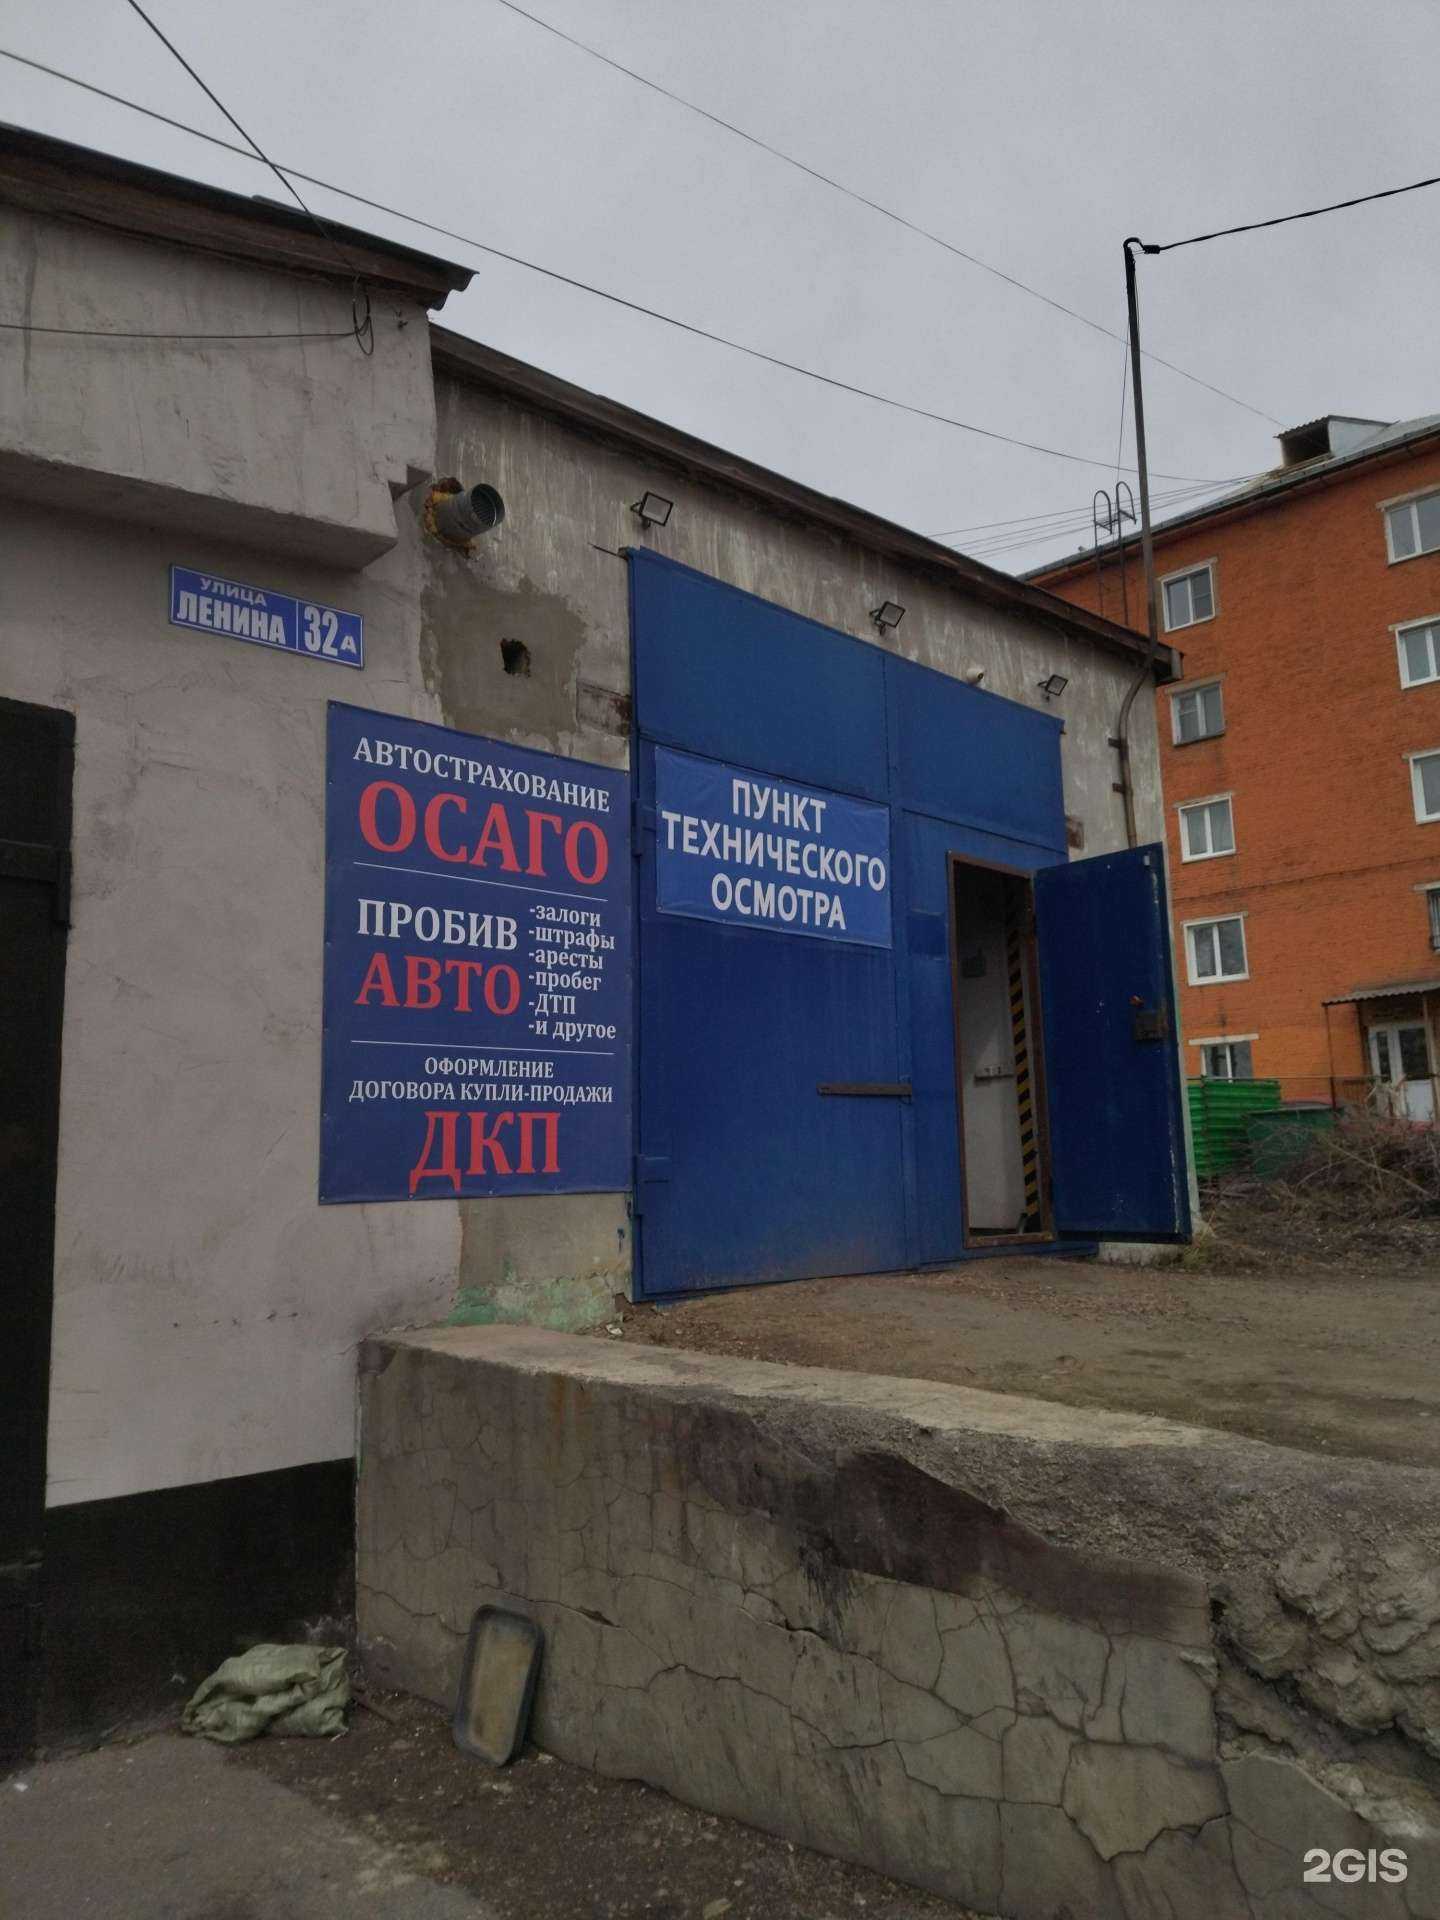 УЛИЦА
ЛЕНИНА 32А
АВТОСТРАХОВАНИЕ
ОСАГО
ПРОБИВ
АВТО
-залоги
-штрафы
-аресты
-пробег
-ДТП
-и другое
ОФОРМЛЕНИЕ
ДОГОВОРА КУПЛИ-ПРОДАЖИ
ДКП
ПУНКТ
ТЕХНИЧЕСКОГО
ОСМОТРА
2GIS